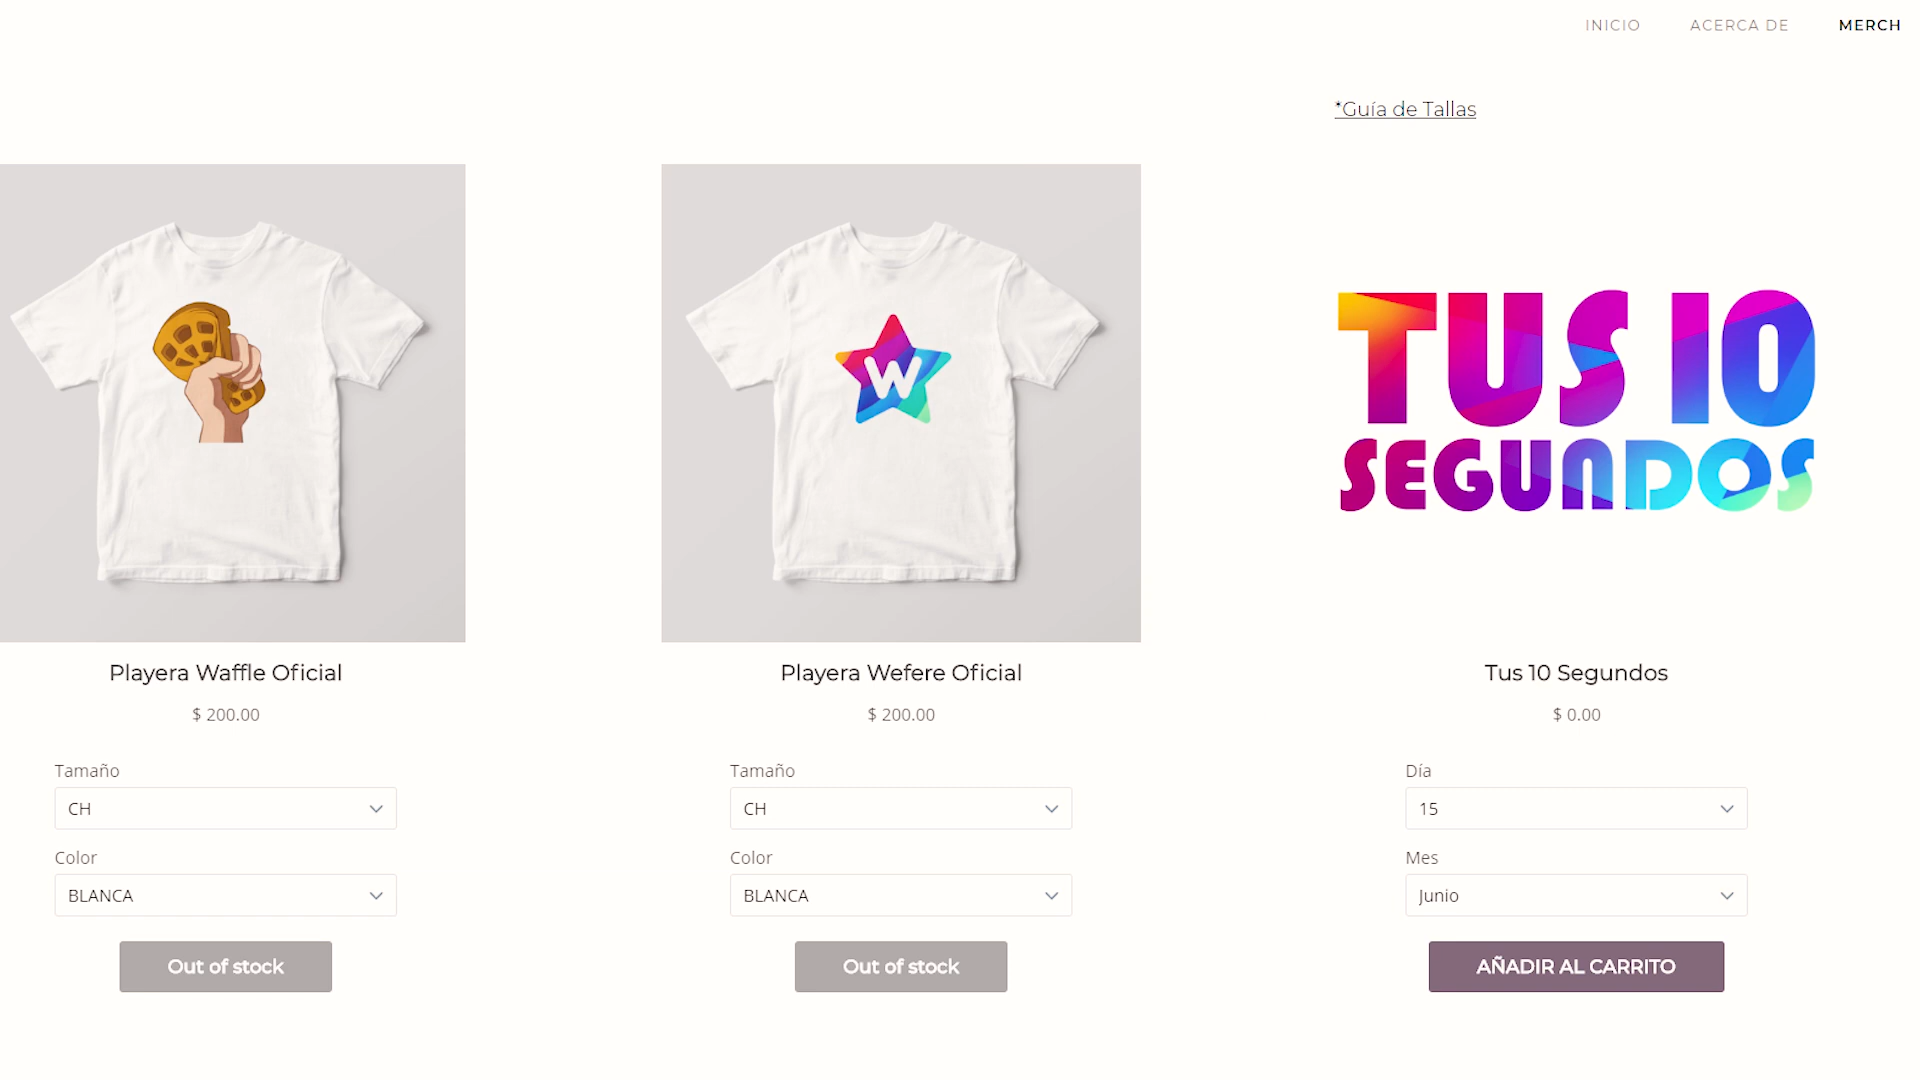 INICIO ACERCA DE MERCH
*Guía de Tallas
W
TUS 10
SEGUNDOS
Playera Waffle Oficial
$ 200.00
Tamaño
CH
Color
BLANCA
Out of stock
Playera Wefere Oficial
$ 200.00
Tamaño
CH
Color
BLANCA
Out of stock
Tus 10 Segundos
$ 0.00
Día
15
Mes
Junio
AÑADIR AL CARRITO